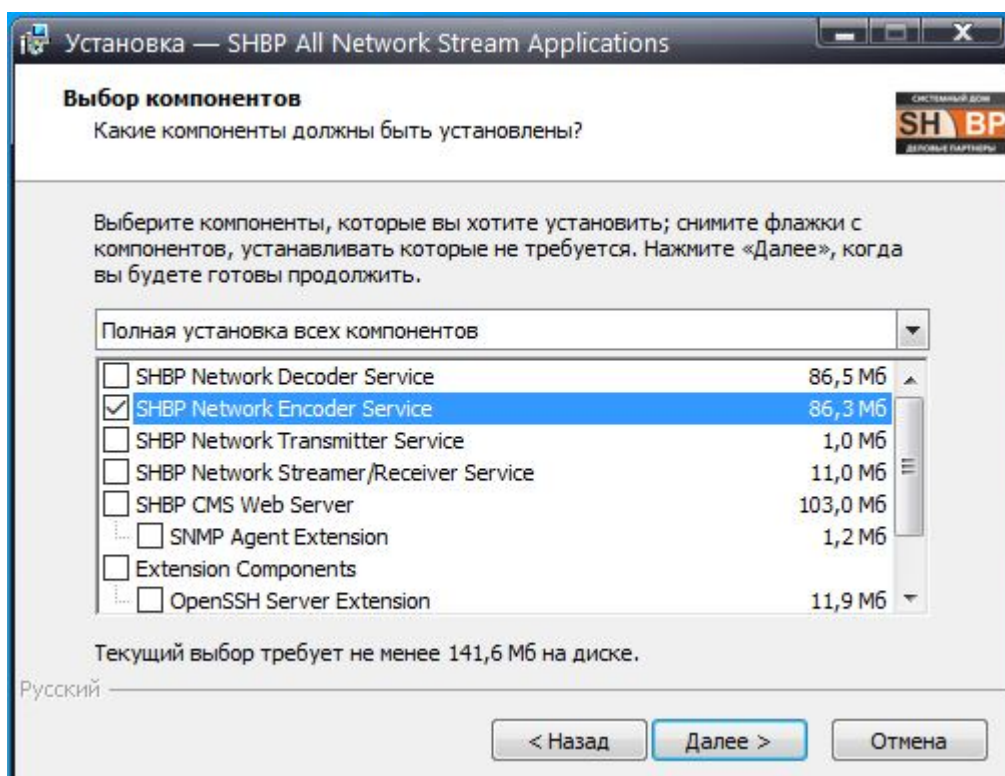 Установка — SHBP All Network Stream Applications
Выбор компонентов
Какие компоненты должны быть установлены?
СИСТЕМНЫЙ ДОМ
SH BP
ДЕЛОВЫЕ ПАРТНЕРЫ
Выберите компоненты, которые вы хотите установить; снимите флажки с
компонентов, устанавливать которые не требуется. Нажмите «Далее», когда
вы будете готовы продолжить.
Полная установка всех компонентов
SHBP Network Decoder Service 86,5 Мб
SHBP Network Encoder Service 86,3 Мб
SHBP Network Transmitter Service 1,0 Мб
SHBP Network Streamer/Receiver Service 11,0 Мб
SHBP CMS Web Server 103,0 Мб
SNMP Agent Extension 1,2 Мб
Extension Components
OpenSSH Server Extension 11,9 Мб
Текущий выбор требует не менее 141,6 Мб на диске.
Русский
< Назад Далее > Отмена